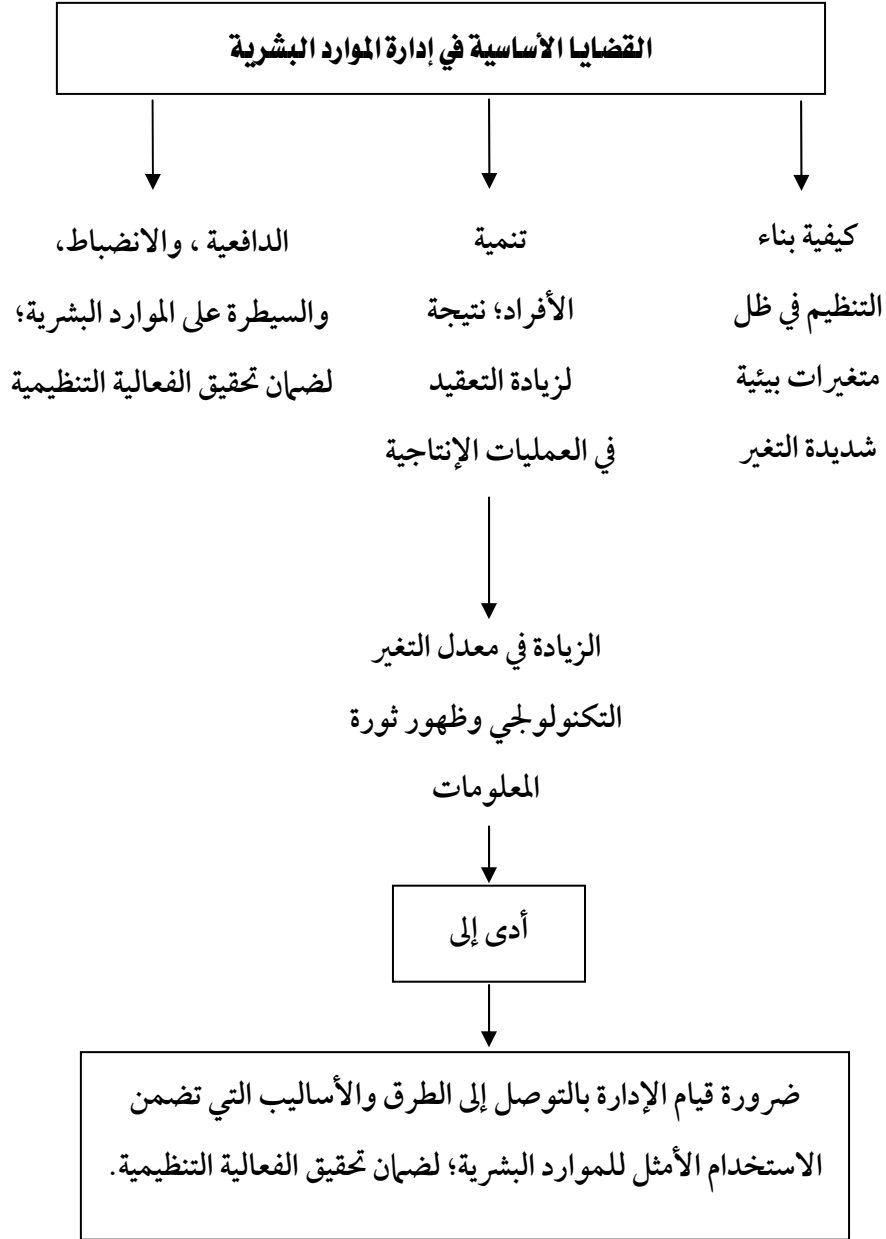 القضايا الأساسية في إدارة الموارد البشرية
كيفية بناء
التنظيم في ظل
متغيرات بيئية
شديدة التغير
تنمية
الأفراد؛ نتيجة
لزيادة التعقيد
في العمليات الإنتاجية
الدافعية ، والانضباط،
والسيطرة على الموارد البشرية؛
لضمان تحقيق الفعالية التنظيمية
الزيادة في معدل التغير
التكنولولجي وظهور ثورة
المعلومات
أدى إلى
ضرورة قيام الإدارة بالتوصل إلى الطرق والأساليب التي تضمن
الاستخدام الأمثل للموارد البشرية؛ لضمان تحقيق الفعالية التنظيمية.